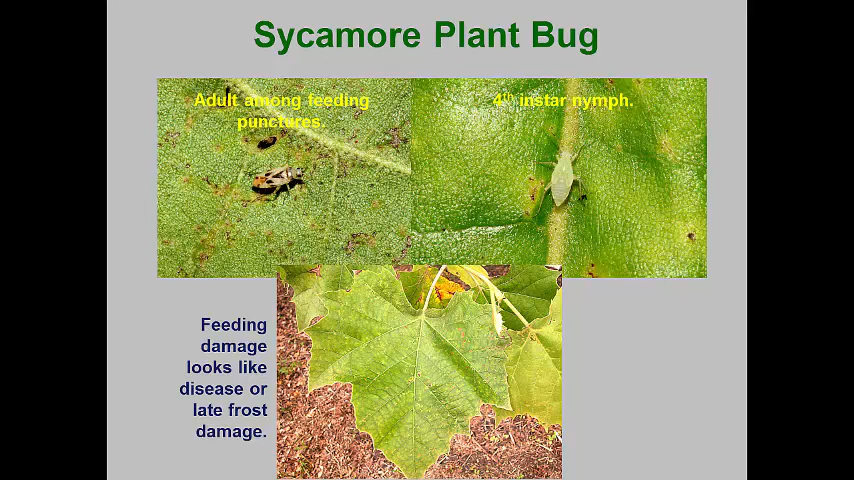 Sycamore Plant Bug
Adult among feeding
punctures.
4th instar nymph.
Feeding
damage
looks like
disease or
late frost
damage.